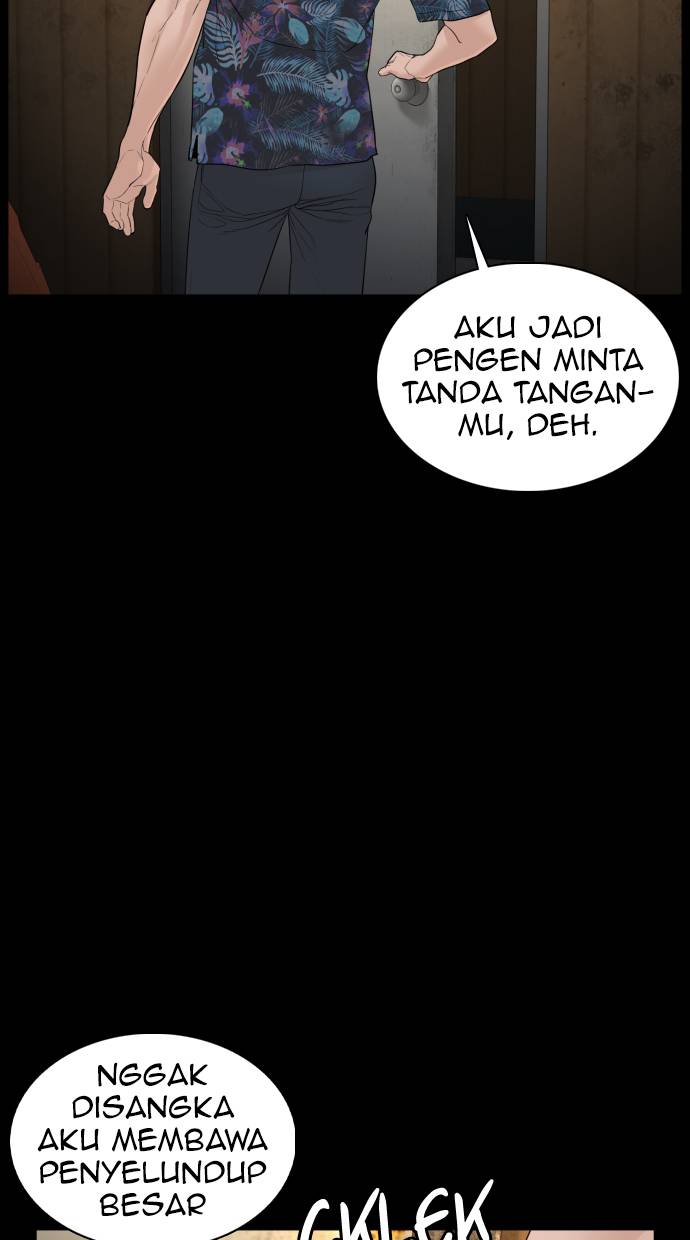 AKU JADI
PENGEN MINTA
TANDA TANGAN-
MU, DEH.
NGGAK
DISANGKA
AKU MEMBAWA
PENYELUNDUP
BESAR
CKLEK